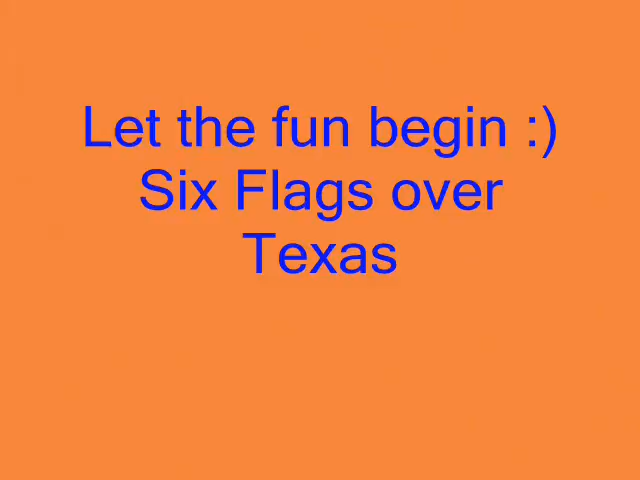 Let the fun begin :)
Six Flags over
Texas